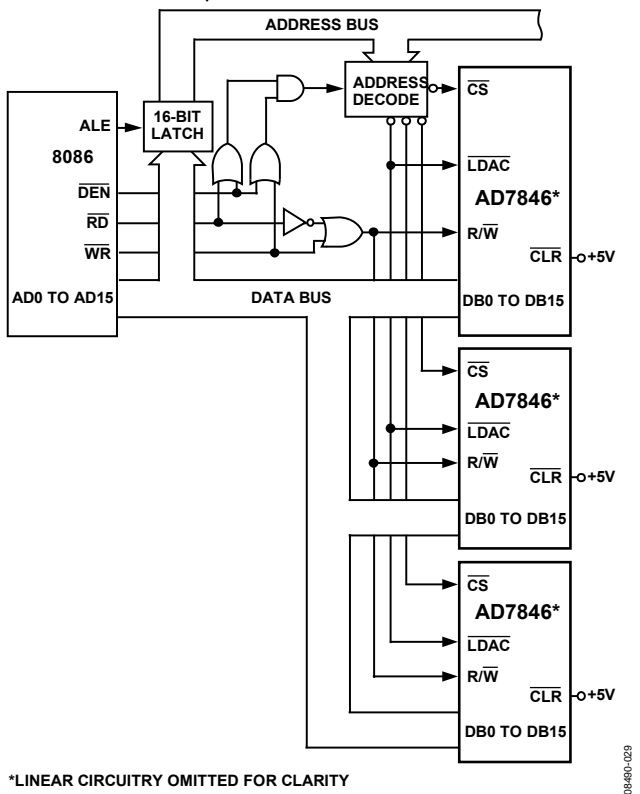 ADDRESS BUS
ADDRESS
DECODE
16-BIT
LATCH
ALE
8086
DEN
RD
WR
AD0 TO AD15
DATA BUS
CS
LDAC
AD7846*
R/W
CLR
+5V
DB0 TO DB15
CS
AD7846*
LDAC
R/W
CLR
+5V
DB0 TO DB15
CS
AD7846*
LDAC
R/W
CLR
+5V
DB0 TO DB15
*LINEAR CIRCUITRY OMITTED FOR CLARITY
08490-029